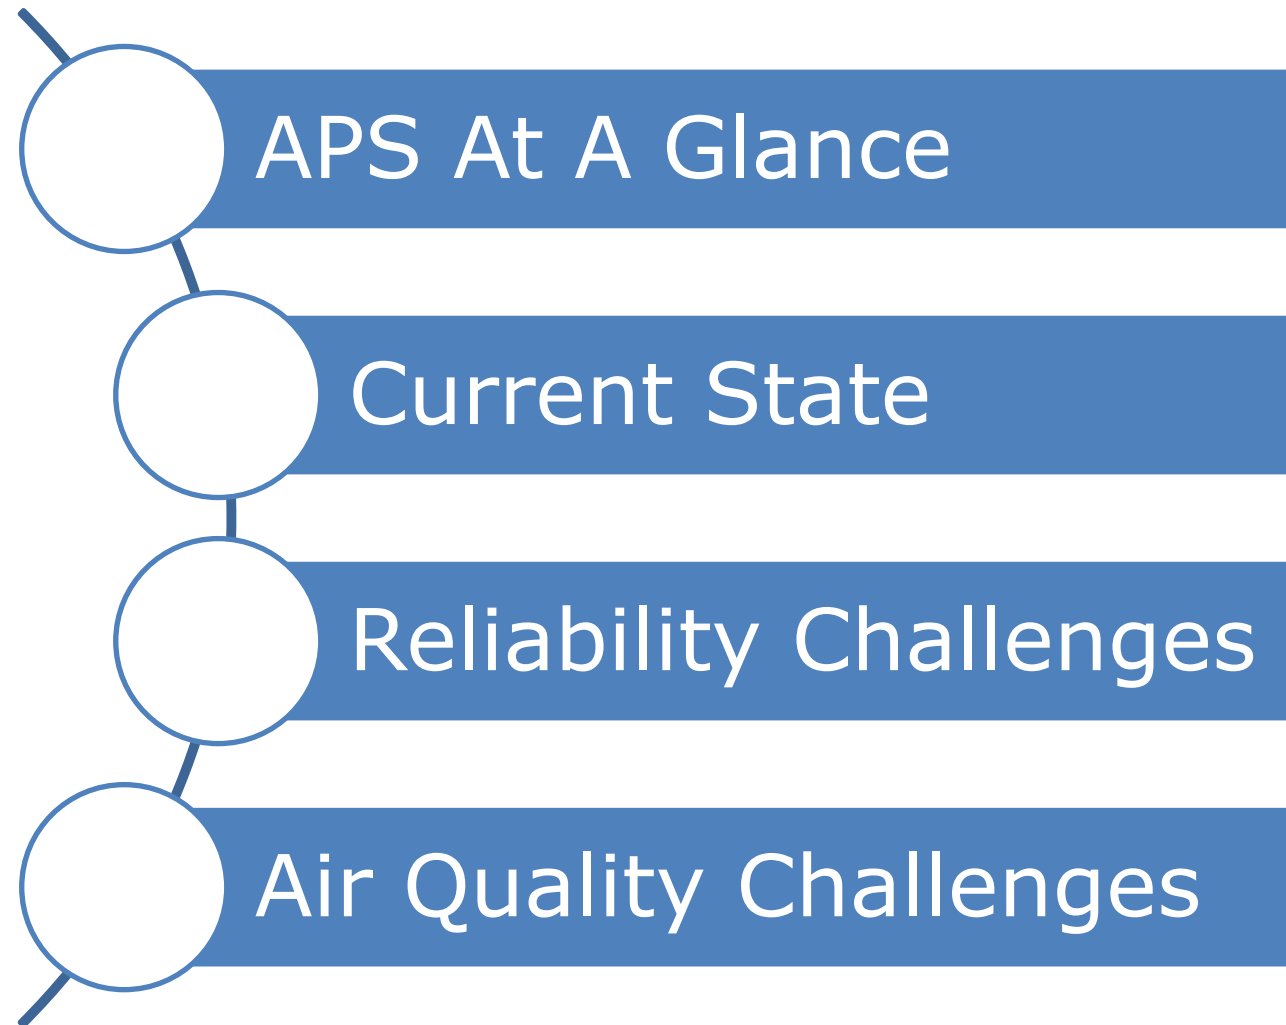 APS At A Glance
Current State
Reliability Challenges
Air Quality Challenges